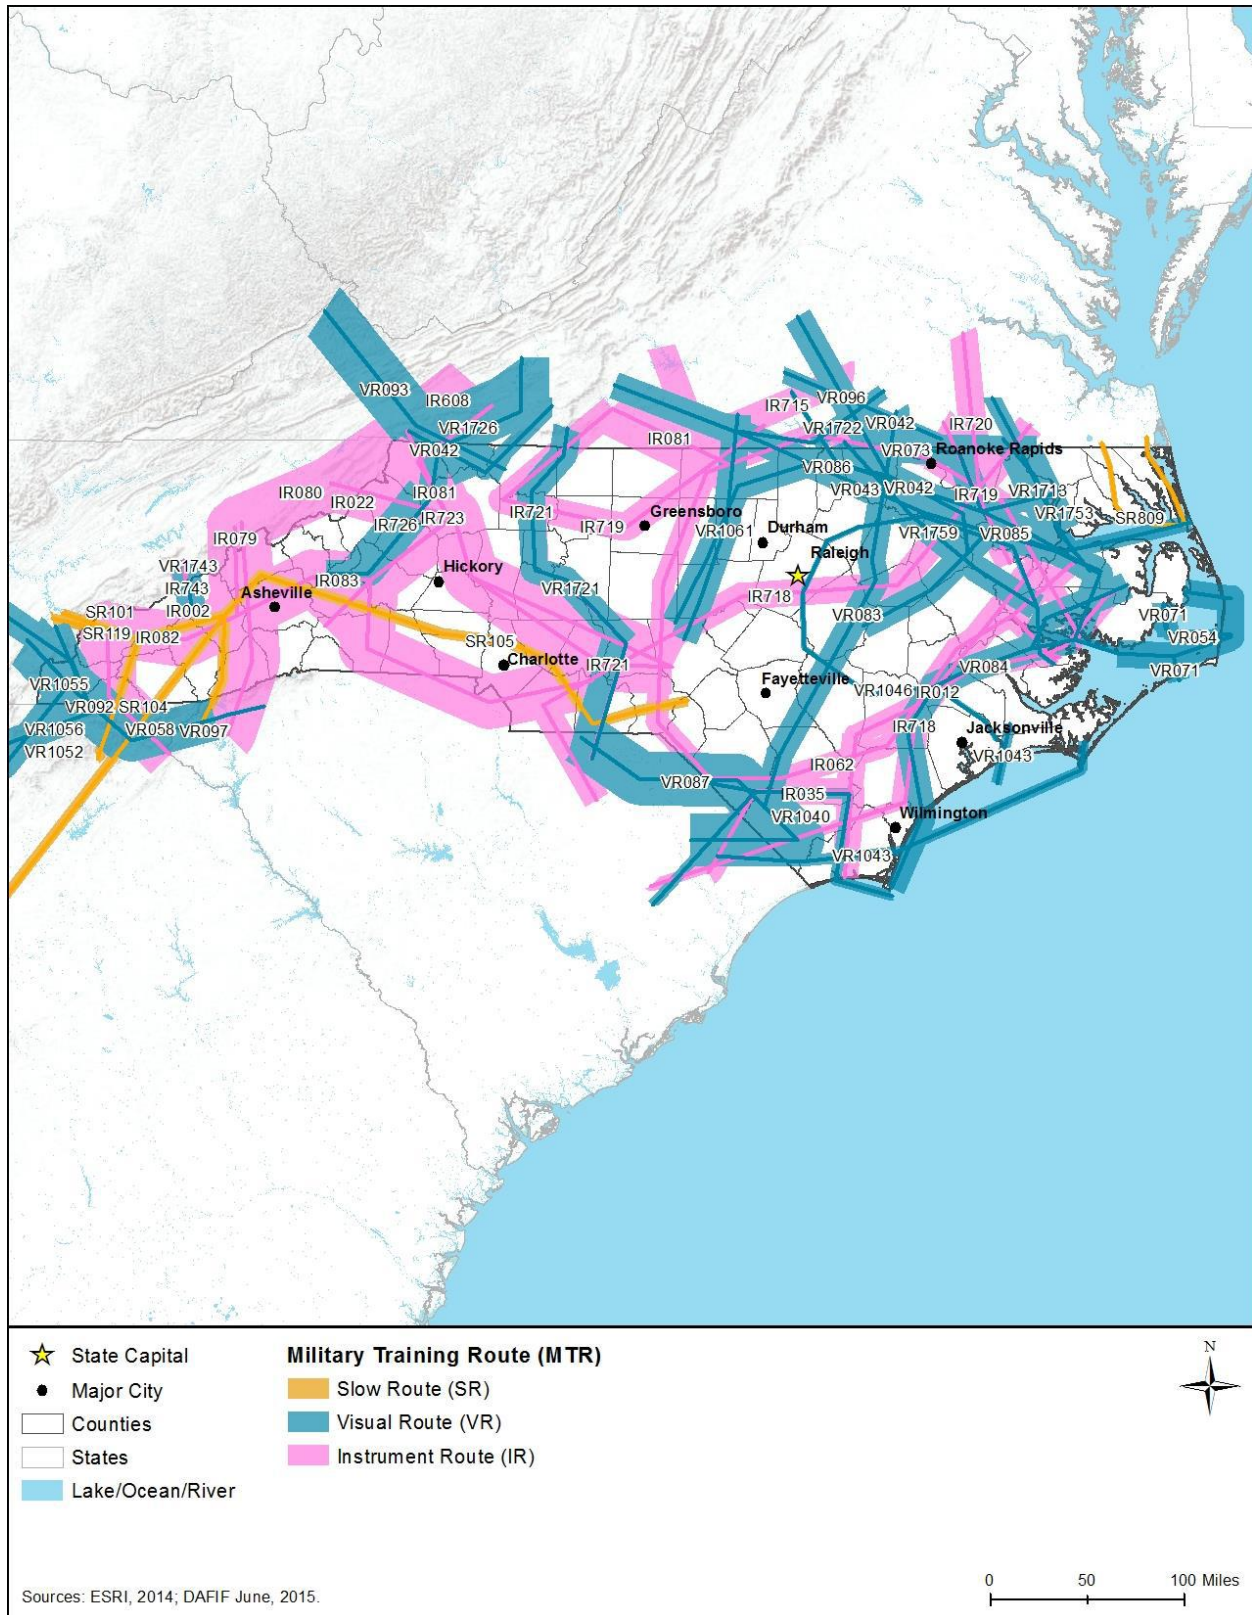 VR093
IR608
VR1726
VR042
IR080
IR022
IR081
IR726
IR723
IR721
IR719
IR081
IR715
VR096
VR1722
VR042
IR720
VR073
Roanoke Rapids
VR086
VR043
VR042
IR719
VR1713
VR1753
SR809
Greensboro
VR1061
Durham
VR1759
VR085
IR079
VR1743
IR743
IR083
Hickory
Raleigh
IR002
Asheville
VR1721
IR718
VR083
VR071
SR101
SR119
IR082
SR105
VR054
Charlotte
IR721
VR084
VR071
VR1055
Fayetteville
VR1046
IR012
VR092
SR104
VR1056
VR058
VR097
IR718
Jacksonville
VR1052
VR1043
IR062
VR087
IR035
VR1040
Wilmington
VR1043
State Capital
Major City
Counties
States
Lake/Ocean/River
Military Training Route (MTR)
Slow Route (SR)
Visual Route (VR)
Instrument Route (IR)
N
Sources: ESRI, 2014; DAFIF June, 2015.
0 50 100 Miles